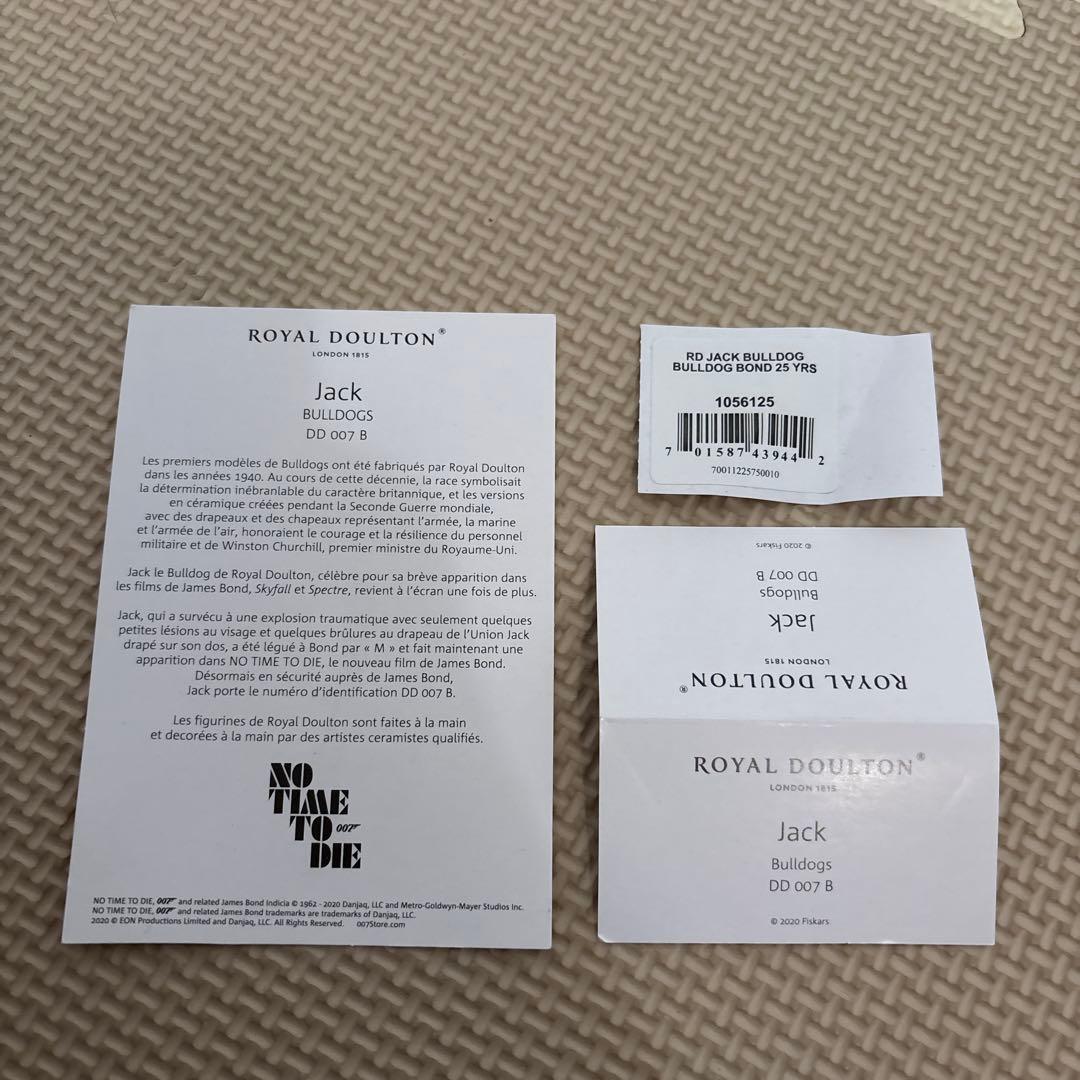 ROYAL DOULTON®
LONDON 1815
Jack
BULLDOGS
DD 007 B
Les premiers modèles de Bulldogs ont été fabriqués par Royal Doulton
dans les années 1940. Au cours de cette décennie, la race symbolisait
la détermination inébranlable du caractère britannique, et les versions
en céramique créées pendant la Seconde Guerre mondiale,
avec des drapeaux et des chapeaux représentant l'armée, la marine
et l'armée de l'air, honoraient le courage et la résilience du personnel
militaire et de Winston Churchill, premier ministre du Royaume-Uni.
Jack le Bulldog de Royal Doulton, célèbre pour sa brève apparition dans
les films de James Bond, Skyfall et Spectre, revient à l'écran une fois de plus.
Jack, qui a survécu à une explosion traumatique avec seulement quelques
petites lésions au visage et quelques brûlures au drapeau de l'Union Jack
drapé sur son dos, a été légué à Bond par « M » et fait maintenant une
apparition dans NO TIME TO DIE, le nouveau film de James Bond.
Désormais en sécurité auprès de James Bond,
Jack porte le numéro d'identification DD 007 B.
Les figurines de Royal Doulton sont faites à la main
et decorées à la main par des artistes ceramistes qualifiés.
NO
TIME
TO 007
DIE
NO TIME TO DIE, 007 and related James Bond Indicia © 1962 - 2020 Danjaq, LLC and Metro-Goldwyn-Mayer Studios Inc.
NO TIME TO DIE, 007 and related James Bond trademarks are trademarks of Danjaq, LLC.
2020 © EON Productions Limited and Danjaq, LLC. All Rights Reserved. 007Store.com
RD JACK BULLDOG
BULLDOG BOND 25 YRS
1056125
7 01587 43944 2
70011225750010
ROYAL DOULTON®
LONDON 1815
Jack
Bulldogs
DD 007 B
© 2020 Fiskars
ROYAL DOULTON®
LONDON 1815
Jack
Bulldogs
DD 007 B
© 2020 Fiskars